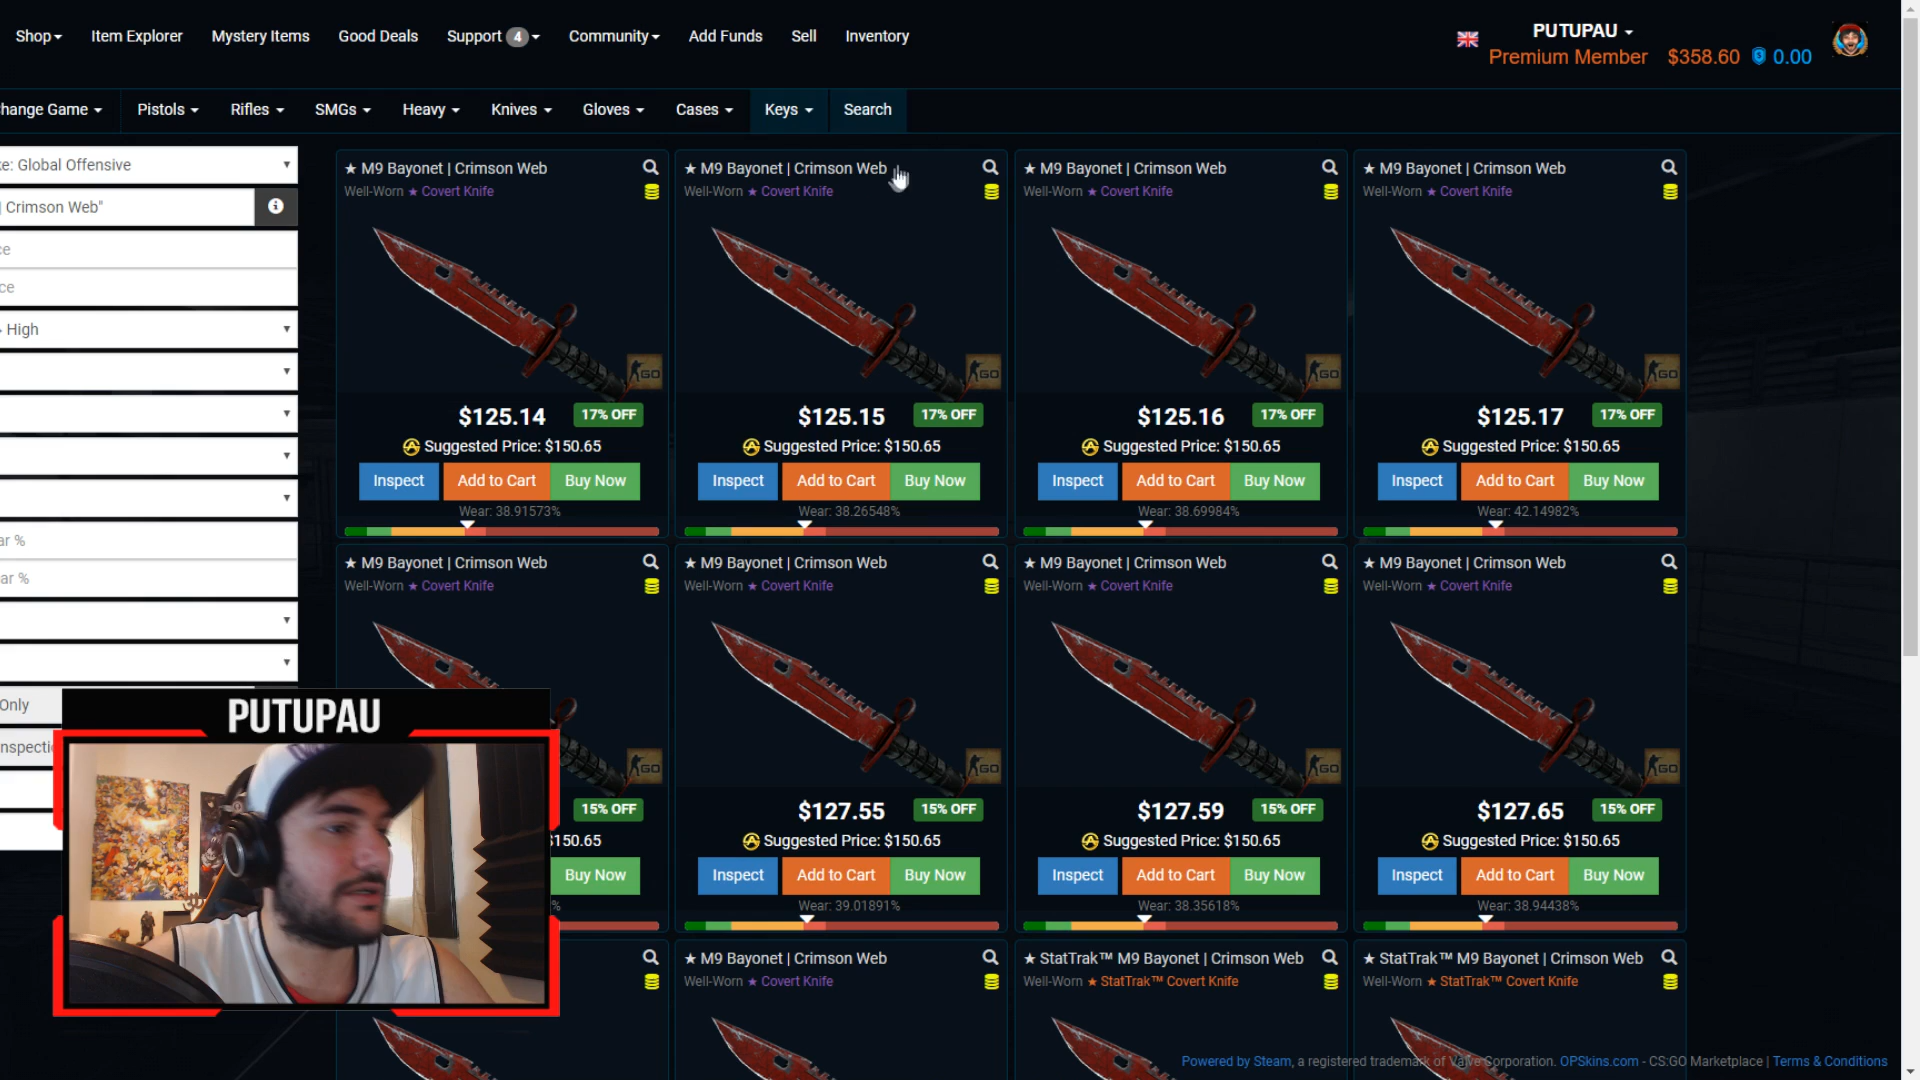 Shop
Item Explorer
Mystery Items
Good Deals
Support 4
Community
Add Funds
Sell
Inventory
PUTUPAU
Premium Member $358.60 0.00
hange Game
Pistols
Rifles
SMGs
Heavy
Knives
Gloves
Cases
Keys
Search
: Global Offensive
| Crimson Web"
ce
ce
High
ar %
ar %
Only
nspecti
★ M9 Bayonet | Crimson Web
Well-Worn ★ Covert Knife
GO
$125.14 17% OFF
Suggested Price: $150.65
Inspect Add to Cart Buy Now
Wear: 38.91573%
★ M9 Bayonet | Crimson Web
Well-Worn ★ Covert Knife
GO
$125.15 17% OFF
Suggested Price: $150.65
Inspect Add to Cart Buy Now
Wear: 38.26548%
★ M9 Bayonet | Crimson Web
Well-Worn ★ Covert Knife
GO
$125.16 17% OFF
Suggested Price: $150.65
Inspect Add to Cart Buy Now
Wear: 38.69984%
★ M9 Bayonet | Crimson Web
Well-Worn ★ Covert Knife
GO
$125.17 17% OFF
Suggested Price: $150.65
Inspect Add to Cart Buy Now
Wear: 42.14982%
★ M9 Bayonet | Crimson Web
Well-Worn ★ Covert Knife
GO
15% OFF
$150.65
Buy Now
%
★ M9 Bayonet | Crimson Web
Well-Worn ★ Covert Knife
GO
$127.55 15% OFF
Suggested Price: $150.65
Inspect Add to Cart Buy Now
Wear: 39.01891%
★ M9 Bayonet | Crimson Web
Well-Worn ★ Covert Knife
GO
$127.59 15% OFF
Suggested Price: $150.65
Inspect Add to Cart Buy Now
Wear: 38.35618%
★ M9 Bayonet | Crimson Web
Well-Worn ★ Covert Knife
GO
$127.65 15% OFF
Suggested Price: $150.65
Inspect Add to Cart Buy Now
Wear: 38.94438%
PUTUPAU
★ M9 Bayonet | Crimson Web
Well-Worn ★ Covert Knife
★ StatTrak™ M9 Bayonet | Crimson Web
Well-Worn ★ StatTrak™ Covert Knife
★ StatTrak™ M9 Bayonet | Crimson Web
Well-Worn ★ StatTrak™ Covert Knife
Powered by Steam, a registered trademark of Valve Corporation. OPSkins.com - CS:GO Marketplace | Terms & Conditions